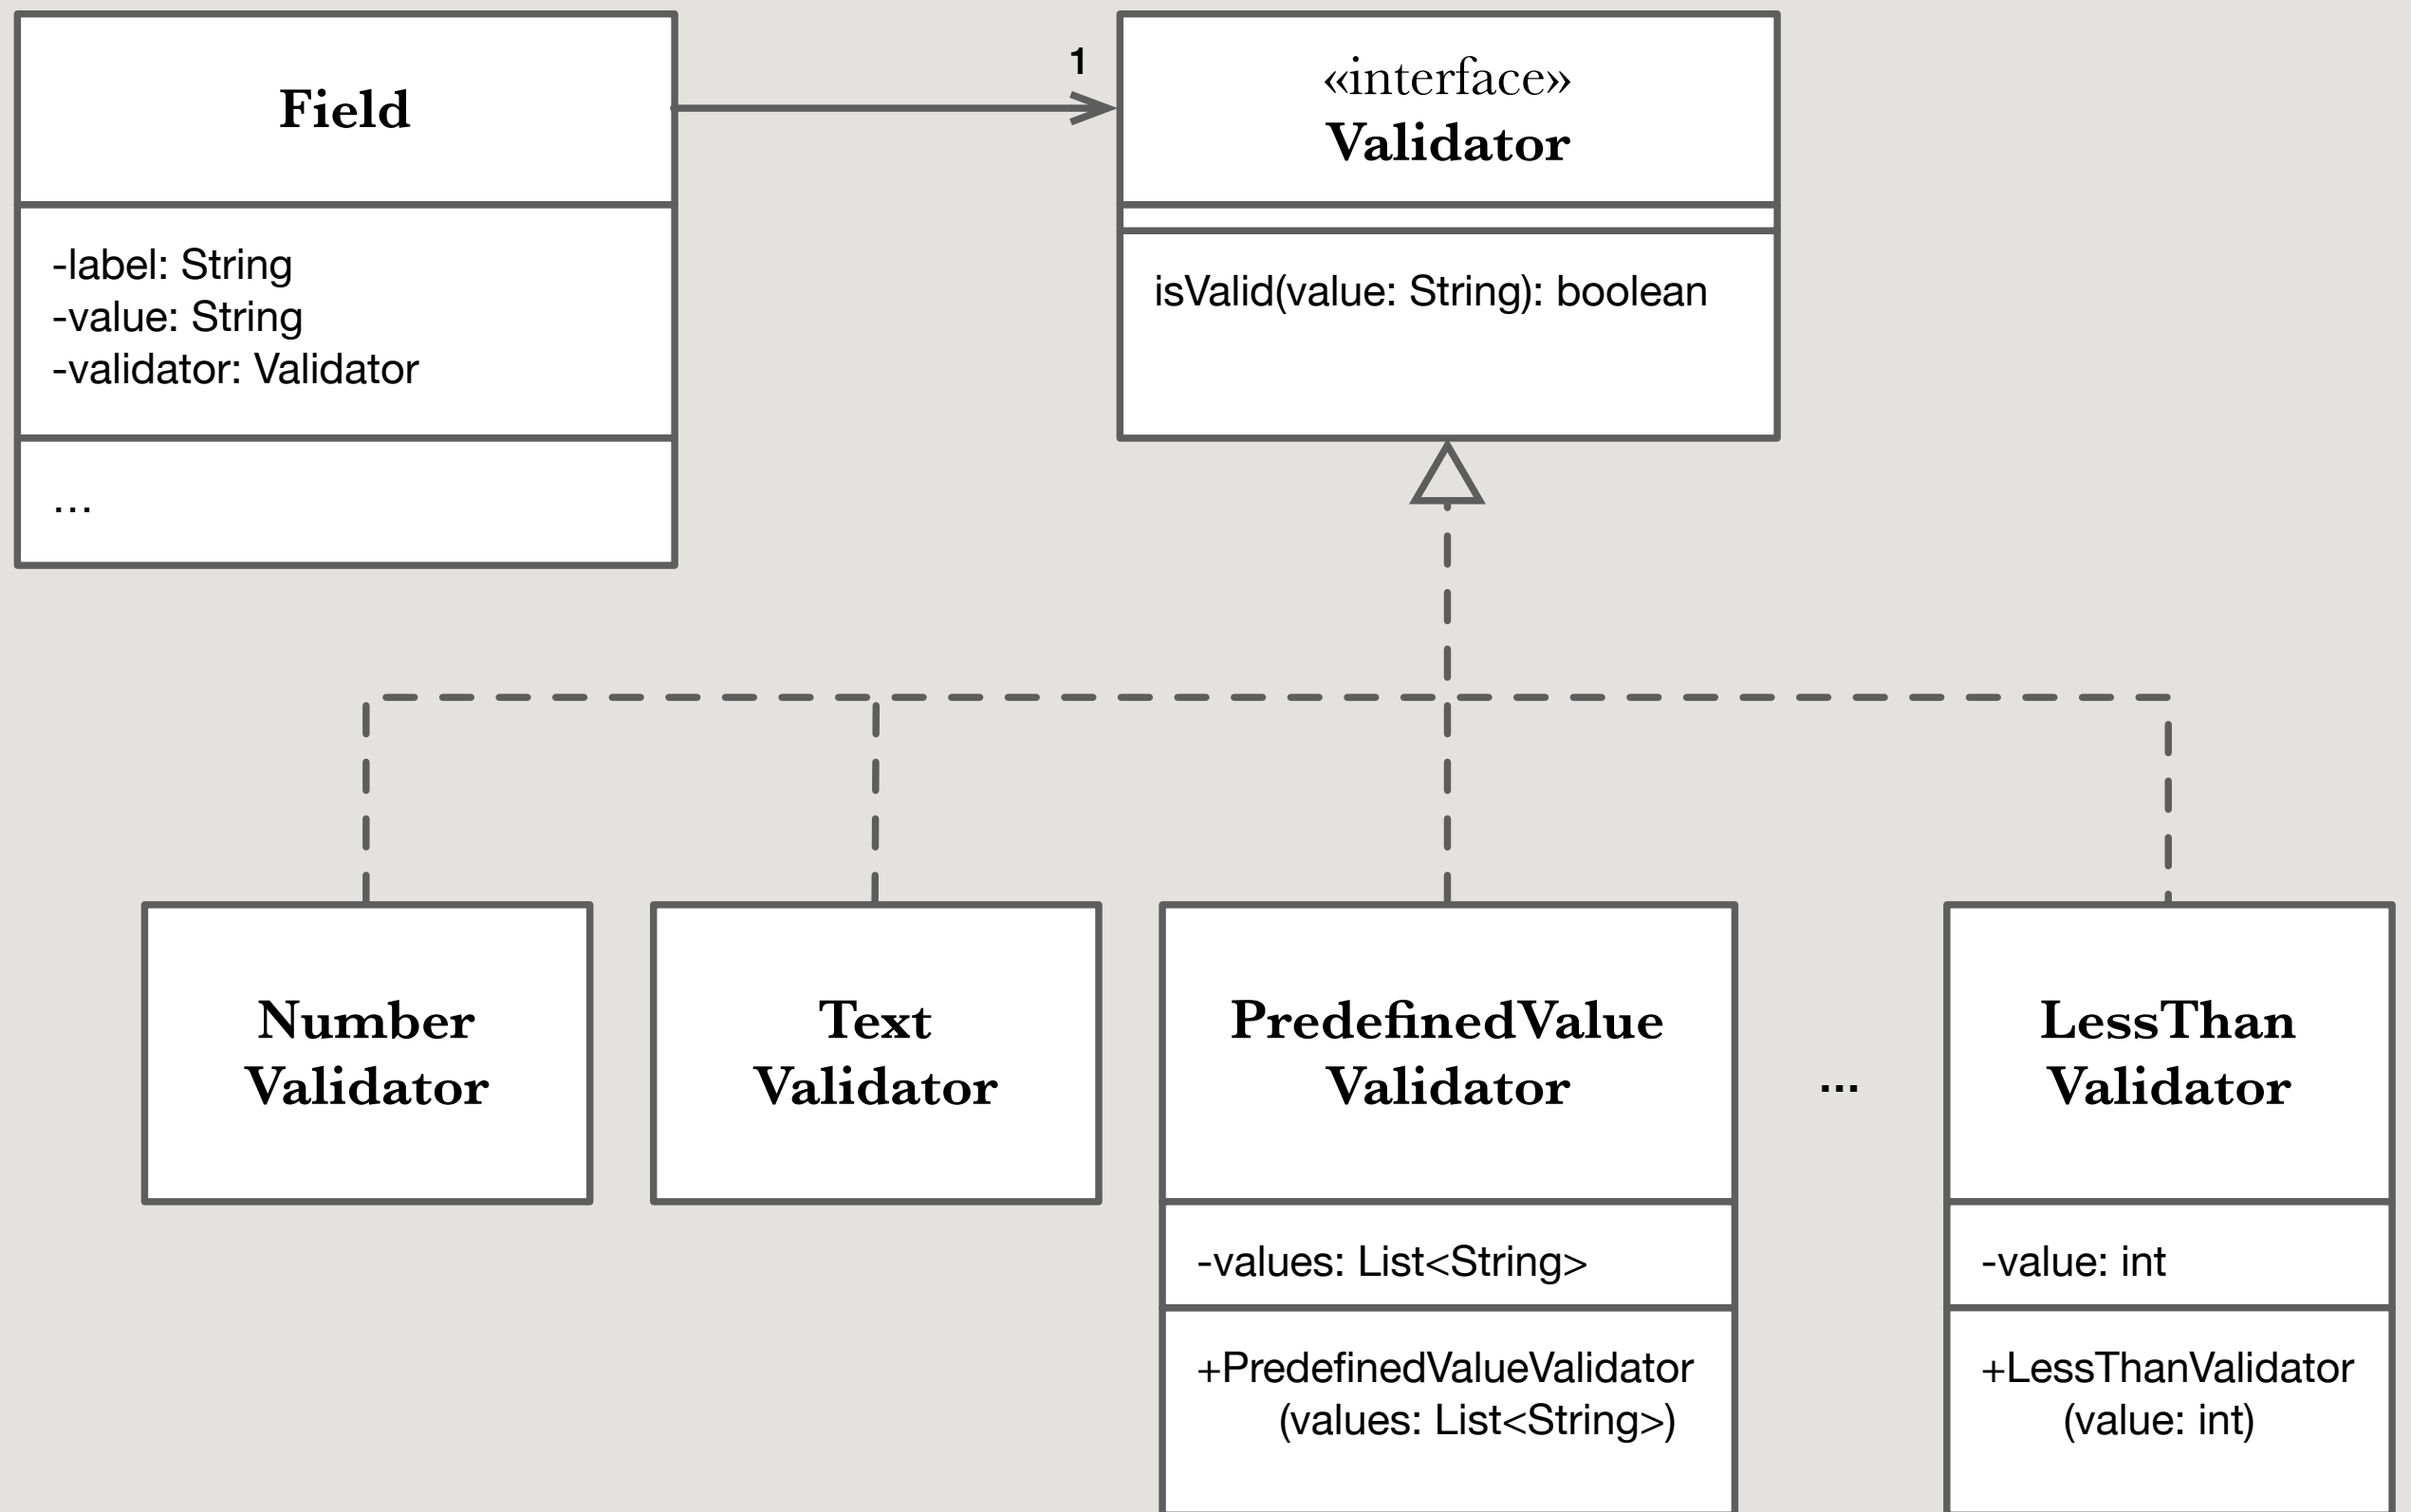 Field
-label: String
-value: String
-validator: Validator
...
1
«interface»
Validator
isValid(value: String): boolean
Number
Validator
Text
Validator
PredefinedValue
Validator
-values: List<String>
+PredefinedValueValidator
(values: List<String>)
...
LessThan
Validator
-value: int
+LessThanValidator
(value: int)